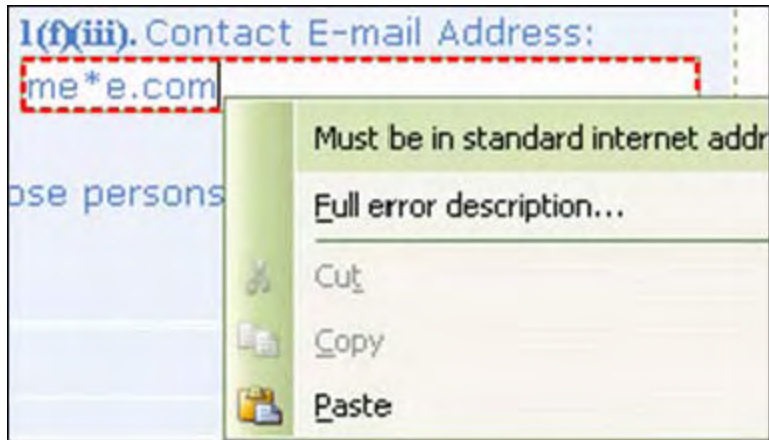 1(f)(iii). Contact E-mail Address:
me*e.com
Must be in standard internet addr
ose persons
Full error description...
Cut
Copy
Paste